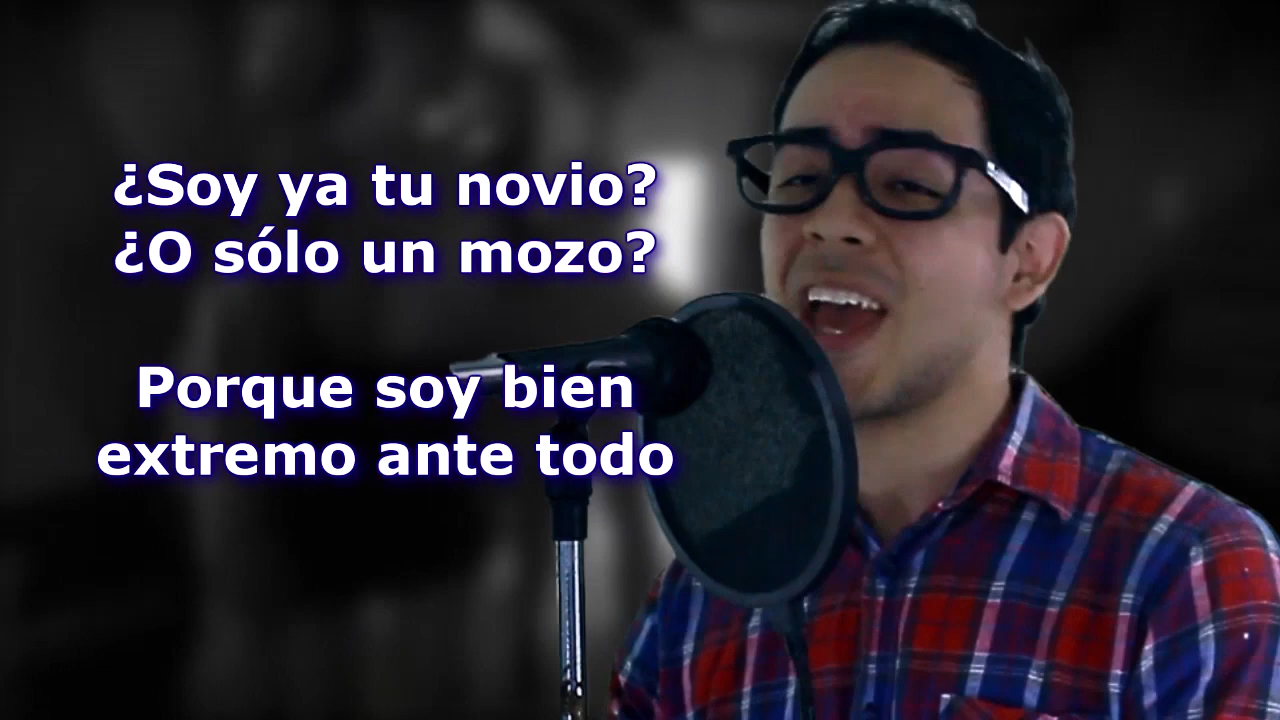 ¿Soy ya tu novio?
¿O sólo un mozo?
Porque soy bien
extremo ante todo